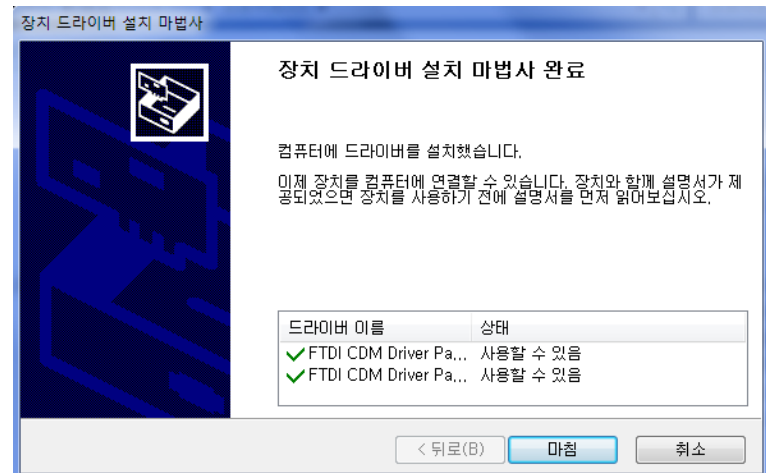 장치 드라이버 설치 마법사
장치 드라이버 설치 마법사 완료
컴퓨터에 드라이버를 설치했습니다.
이제 장치를 컴퓨터에 연결할 수 있습니다. 장치와 함께 설명서가 제
공되었으면 장치를 사용하기 전에 설명서를 먼저 읽어보십시오.
드라이버 이름 상태
FTDI CDM Driver Pa... 사용할 수 있음
FTDI CDM Driver Pa... 사용할 수 있음
< 뒤로(B) 마침 취소